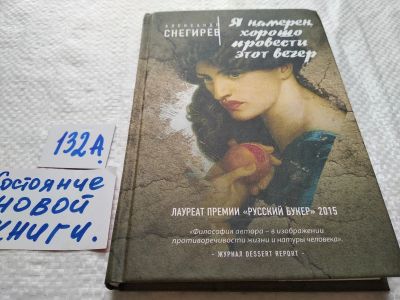 АЛЕКСАНДР
СНЕГИРЁВ
Я намерен
хорошо
провести
этот вечер
132А
Состояние
новой
книги.
ЛАУРЕАТ ПРЕМИИ «РУССКИЙ БУКЕР» 2015
«Философия автора – в изображении
противоречивости жизни и натуры человека».
- ЖУРНАЛ DESSERT REPORT -